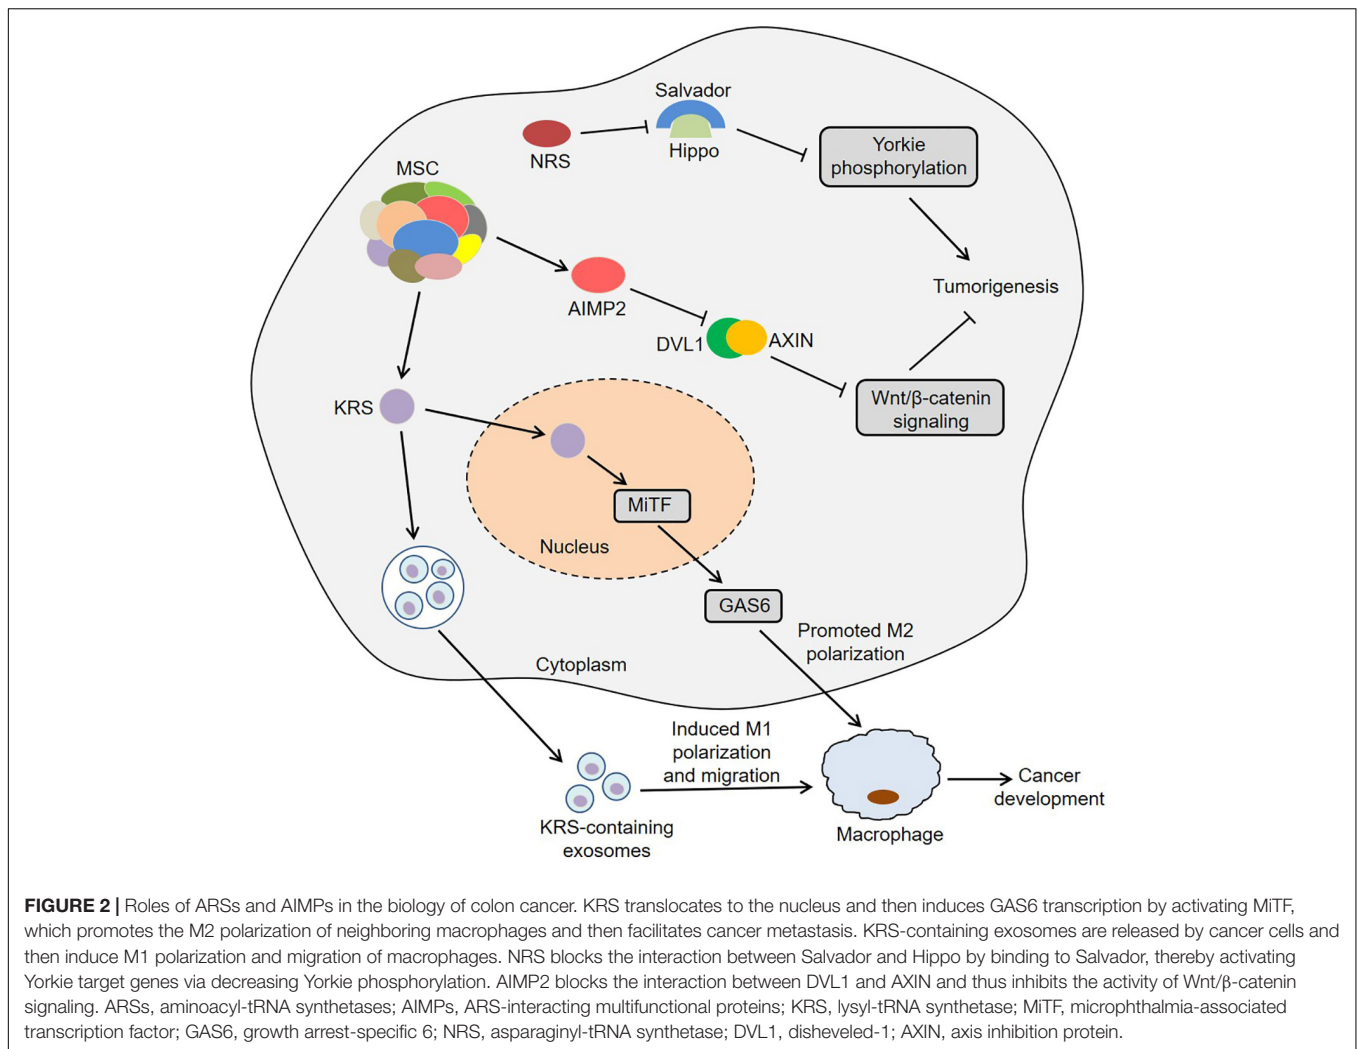 Salvador
NRS
Hippo
Yorkie
phosphorylation
MSC
AIMP2
Tumorigenesis
DVL1
AXIN
KRS
Wnt/β-catenin
signaling
MiTF
Nucleus
GAS6
Promoted M2
polarization
Cytoplasm
Induced M1
polarization
and migration
Cancer
development
KRS-containing
exosomes
Macrophage
FIGURE 2 | Roles of ARSs and AIMPs in the biology of colon cancer. KRS translocates to the nucleus and then induces GAS6 transcription by activating MiTF,
which promotes the M2 polarization of neighboring macrophages and then facilitates cancer metastasis. KRS-containing exosomes are released by cancer cells and
then induce M1 polarization and migration of macrophages. NRS blocks the interaction between Salvador and Hippo by binding to Salvador, thereby activating
Yorkie target genes via decreasing Yorkie phosphorylation. AIMP2 blocks the interaction between DVL1 and AXIN and thus inhibits the activity of Wnt/β-catenin
signaling. ARSs, aminoacyl-tRNA synthetases; AIMPs, ARS-interacting multifunctional proteins; KRS, lysyl-tRNA synthetase; MiTF, microphthalmia-associated
transcription factor; GAS6, growth arrest-specific 6; NRS, asparaginyl-tRNA synthetase; DVL1, disheveled-1; AXIN, axis inhibition protein.